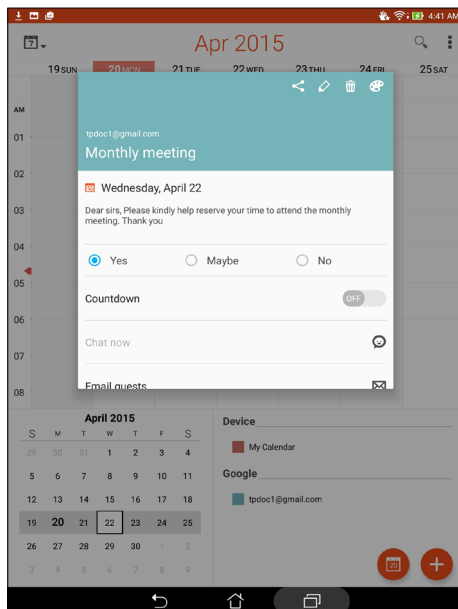 4:41 AM
7
Apr 2015
19 SUN 20 MON 21 TUE 22 WED 23 THU 24 FRI 25 SAT
AM
01
02
03
04
05
06
07
08
tpdoc1@gmail.com
Monthly meeting
Wednesday, April 22
Dear sirs, Please kindly help reserve your time to attend the monthly
meeting. Thank you
Yes Maybe No
Countdown OFF
Chat now
Email guests
April 2015
S M T W T F S
29 30 31 1 2 3 4
5 6 7 8 9 10 11
12 13 14 15 16 17 18
19 20 21 22 23 24 25
26 27 28 29 30 1 2
3 4 5 6 7 8 9
Device
My Calendar
Google
tpdoc1@gmail.com
20